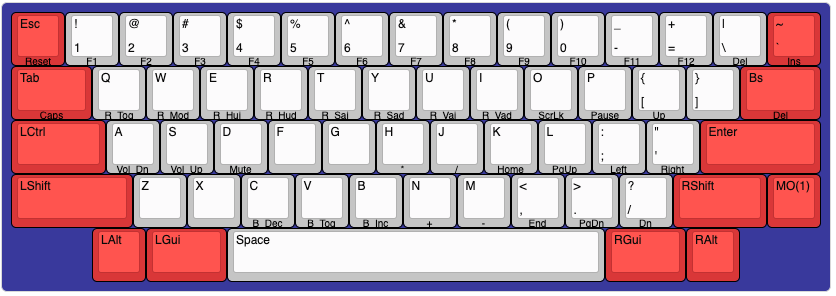 Esc ! @ # $ % ^ & * ( ) _ + | ~
1 2 3 4 5 6 7 8 9 0 - = \ `
Reset F1 F2 F3 F4 F5 F6 F7 F8 F9 F10 F11 F12 Del Ins
Tab Q W E R T Y U I O P { } Bs
[ ]
Caps R_Tog R_Mod R_Hui R_Hud R_Sai R_Sad R_Vai R_Vad ScrLk Pause Up Del
LCtrl A S D F G H J K L : " Enter
; '
Vol_Dn Vol_Up Mute * / Home PgUp Left Right
LShift Z X C V B N M < > ? RShift MO(1)
, . /
B_Dec B_Tog B_Inc + - End PgDn Dn
LAlt LGui Space RGui RAlt